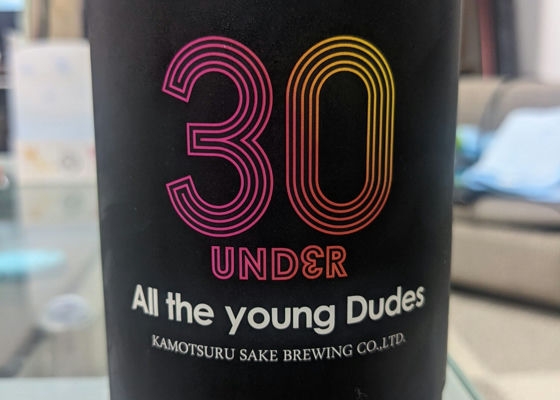 30
UNDER
All the young Dudes
KAMOTSURU SAKE BREWING CO.,LTD.